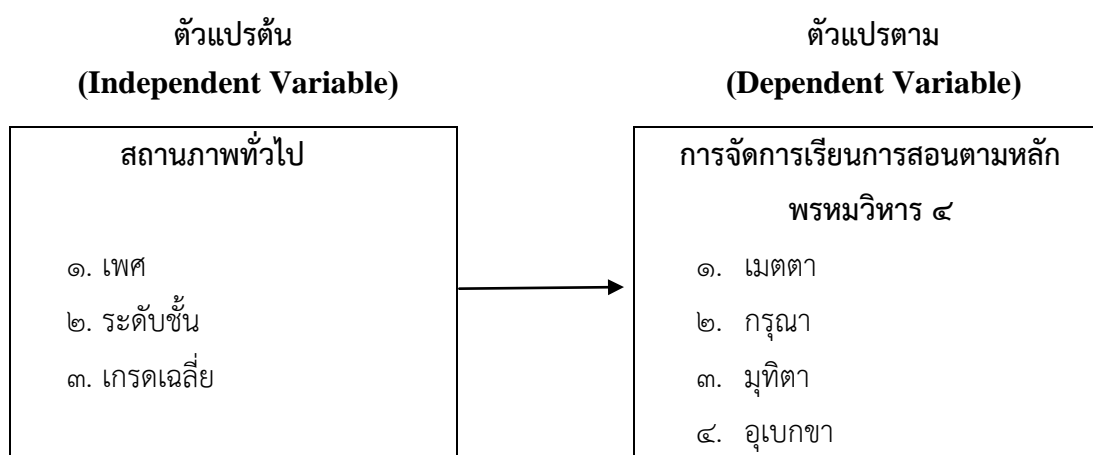 ตัวแปรต้น
(Independent Variable)
สถานภาพทั่วไป
๑. เพศ
๒. ระดับชั้น
๓. เกรดเฉลี่ย
ตัวแปรตาม
(Dependent Variable)
การจัดการเรียนการสอนตามหลัก
พรหมวิหาร ๔
๑. เมตตา
๒. กรุณา
๓. มุทิตา
๔. อุเบกขา